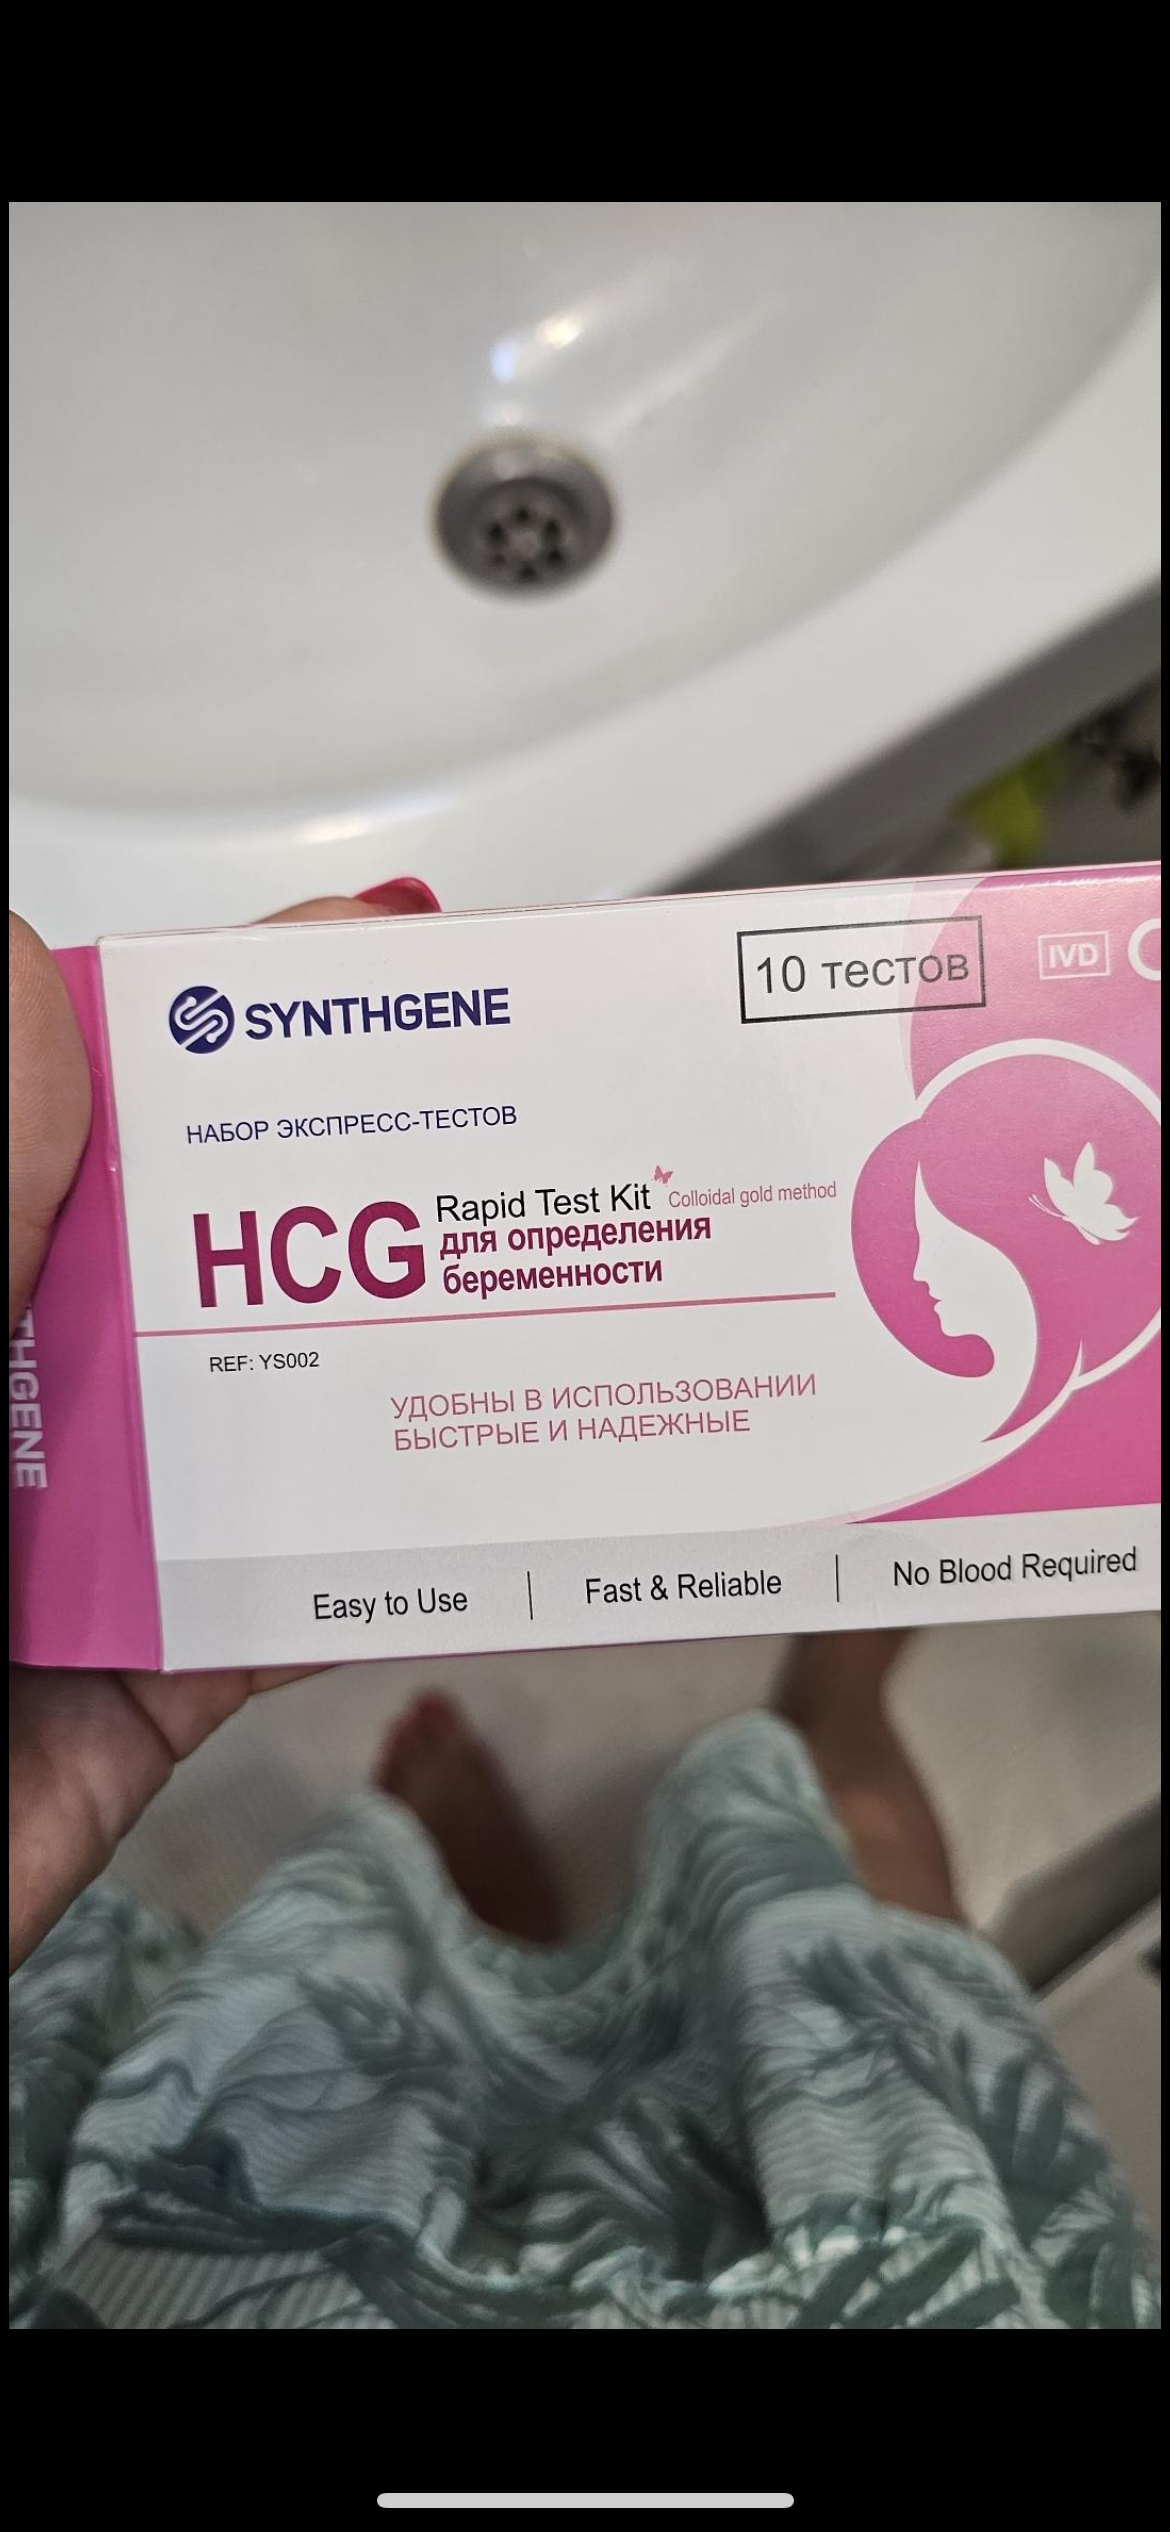 SYNTHGENE
10 тестов
IVD
НАБОР ЭКСПРЕСС-ТЕСТОВ
HCG Rapid Test Kit Colloidal gold method
для определения
беременности
REF: YS002
УДОБНЫ В ИСПОЛЬЗОВАНИИ
БЫСТРЫЕ И НАДЕЖНЫЕ
Easy to Use | Fast & Reliable | No Blood Required
THGENE